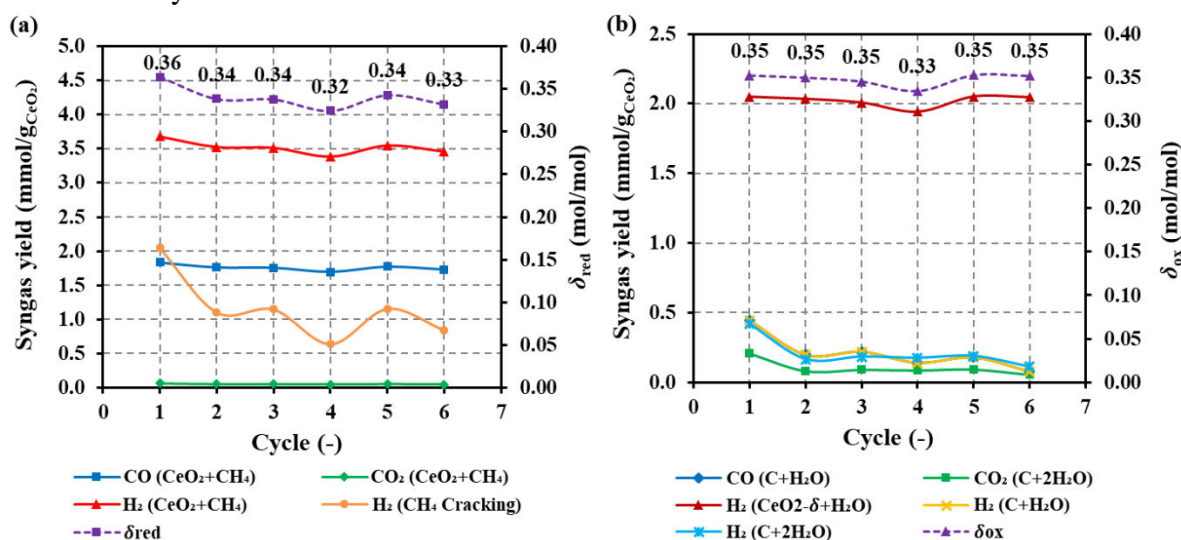 (a)
5.0
4.5
4.0
3.5
3.0
2.5
2.0
1.5
1.0
0.5
0.0
Syngas yield (mmol/gCeO₂)
0.36
0.34
0.34
0.32
0.34
0.33
0.40
0.35
0.30
0.25
0.20
0.15
0.10
0.05
0.00
δred (mol/mol)
0 1 2 3 4 5 6 7
Cycle (-)
CO (CeO₂+CH₄) CO₂ (CeO₂+CH₄)
H₂ (CeO₂+CH₄) H₂ (CH₄ Cracking)
δred
(b)
2.5
2.0
1.5
1.0
0.5
0.0
Syngas yield (mmol/gCeO₂)
0.35
0.35
0.35
0.33
0.35
0.35
0.40
0.35
0.30
0.25
0.20
0.15
0.10
0.05
0.00
δox (mol/mol)
0 1 2 3 4 5 6 7
Cycle (-)
CO (C+H₂O) CO₂ (C+2H₂O)
H₂ (CeO2-δ+H₂O) H₂ (C+H₂O)
H₂ (C+2H₂O) δox